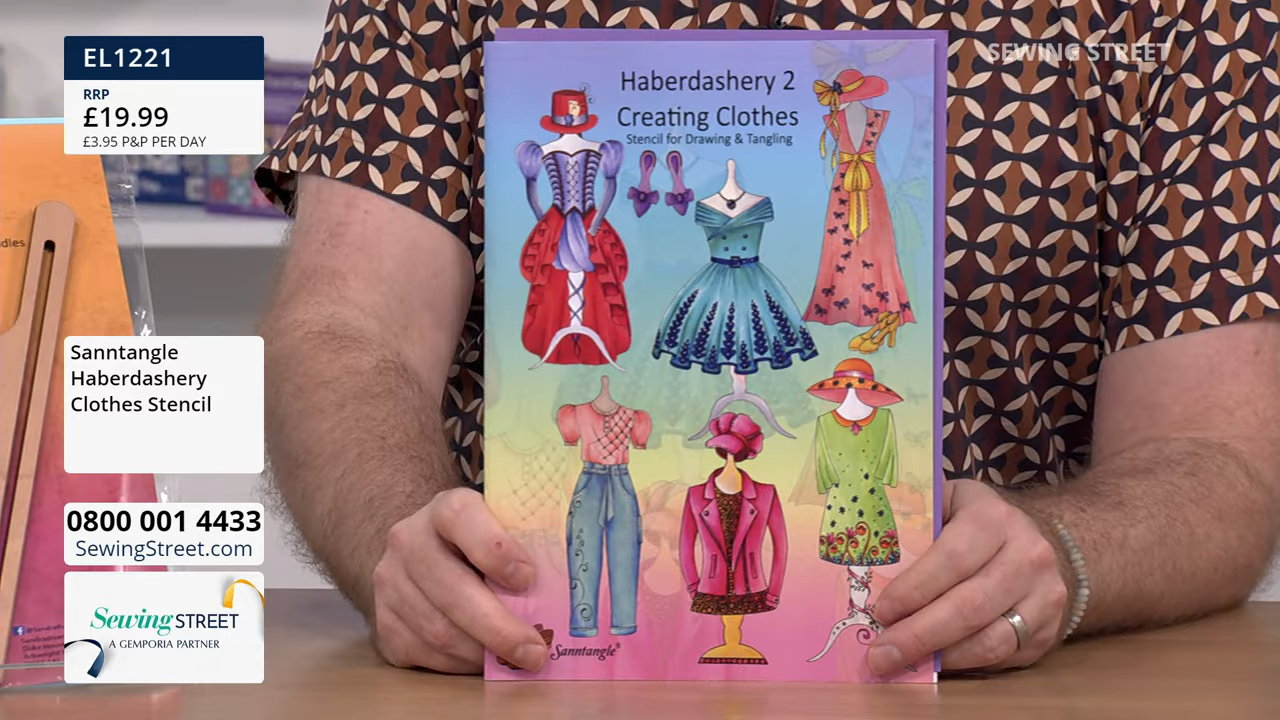 EL1221
RRP
£19.99
£3.95 P&P PER DAY
Sanntangle
Haberdashery
Clothes Stencil
0800 001 4433
SewingStreet.com
Sewing STREET
A GEMPORIA PARTNER
SEWING STREET
Haberdashery 2
Creating Clothes
Stencil for Drawing & Tangling
Sanntangle®